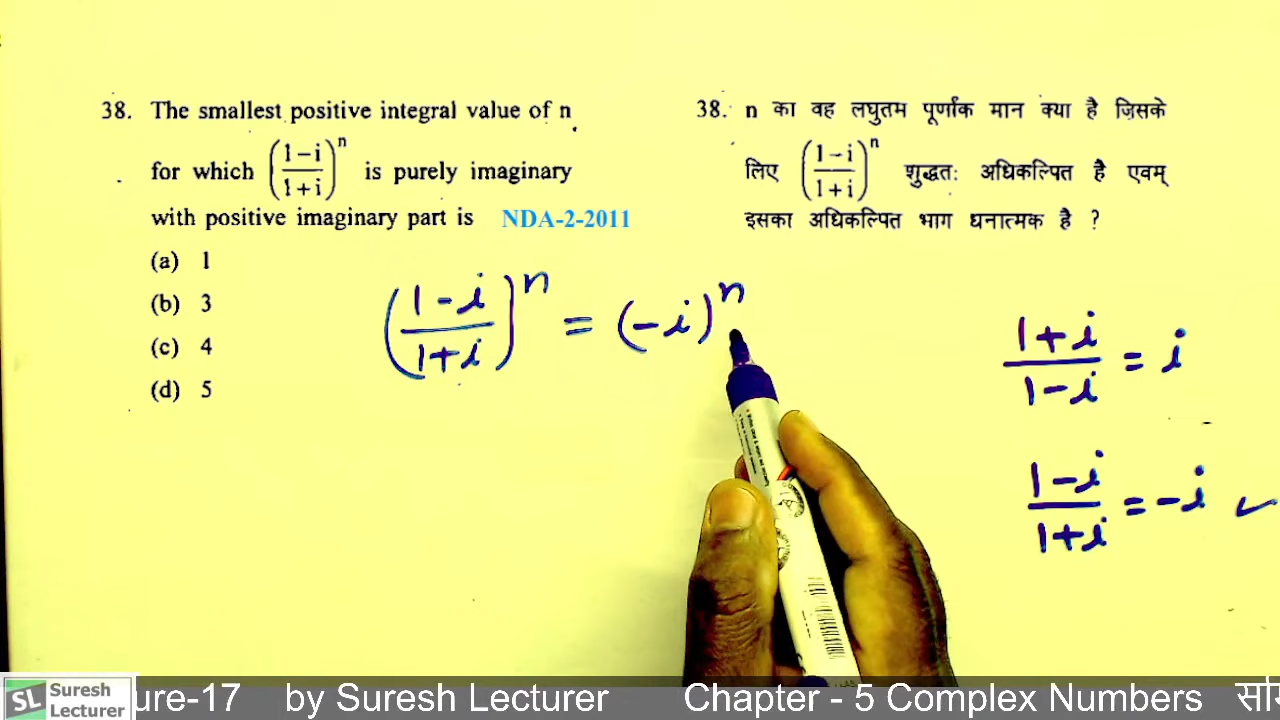 38. The smallest positive integral value of n
for which ((1-i)/(1+i))^n is purely imaginary
with positive imaginary part is NDA-2-2011
(a) 1
(b) 3
(c) 4
(d) 5
38. n का वह लघुतम पूर्णांक मान क्या है जिसके
लिए ((1-i)/(1+i))^n शुद्धतः अधिकल्पित है एवम्
इसका अधिकल्पित भाग धनात्मक है ?
((1-i)/(1+i))^n = (-i)^n
(1+i)/(1-i) = i
(1-i)/(1+i) = -i ✓
SL Suresh Lecturer
ure-17 by Suresh Lecturer Chapter - 5 Complex Numbers